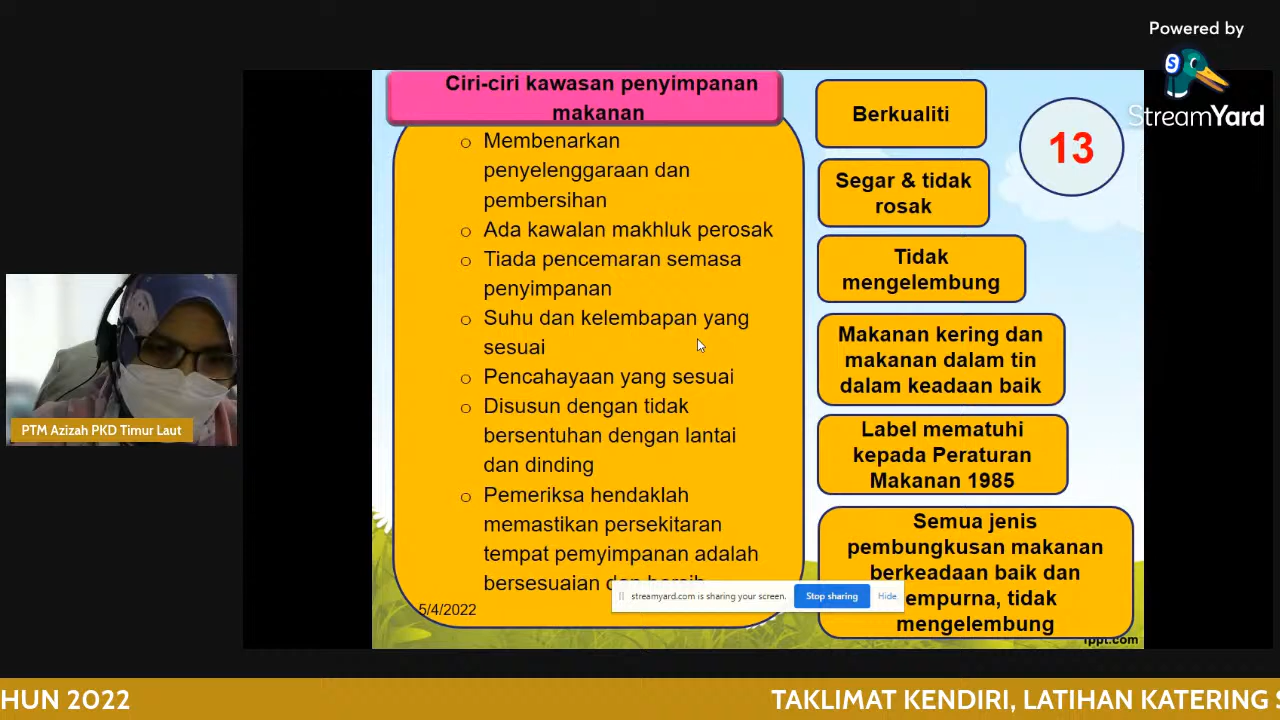 Powered by
StreamYard
Ciri-ciri kawasan penyimpanan
makanan
o Membenarkan
penyelenggaraan dan
pembersihan
o Ada kawalan makhluk perosak
o Tiada pencemaran semasa
penyimpanan
o Suhu dan kelembapan yang
sesuai
o Pencahayaan yang sesuai
o Disusun dengan tidak
bersentuhan dengan lantai
dan dinding
o Pemeriksa hendaklah
memastikan persekitaran
tempat pemyimpanan adalah
bersesuaian
5/4/2022
Berkualiti
Segar & tidak
rosak
Tidak
mengelembung
Makanan kering dan
makanan dalam tin
dalam keadaan baik
Label mematuhi
kepada Peraturan
Makanan 1985
Semua jenis
pembungkusan makanan
berkeadaan baik dan
empurna, tidak
mengelembung
13
streamyard.com is sharing your screen.
Stop sharing
Hide
fppt.com
PTM Azizah PKD Timur Laut
HUN 2022
TAKLIMAT KENDIRI, LATIHAN KATERING S